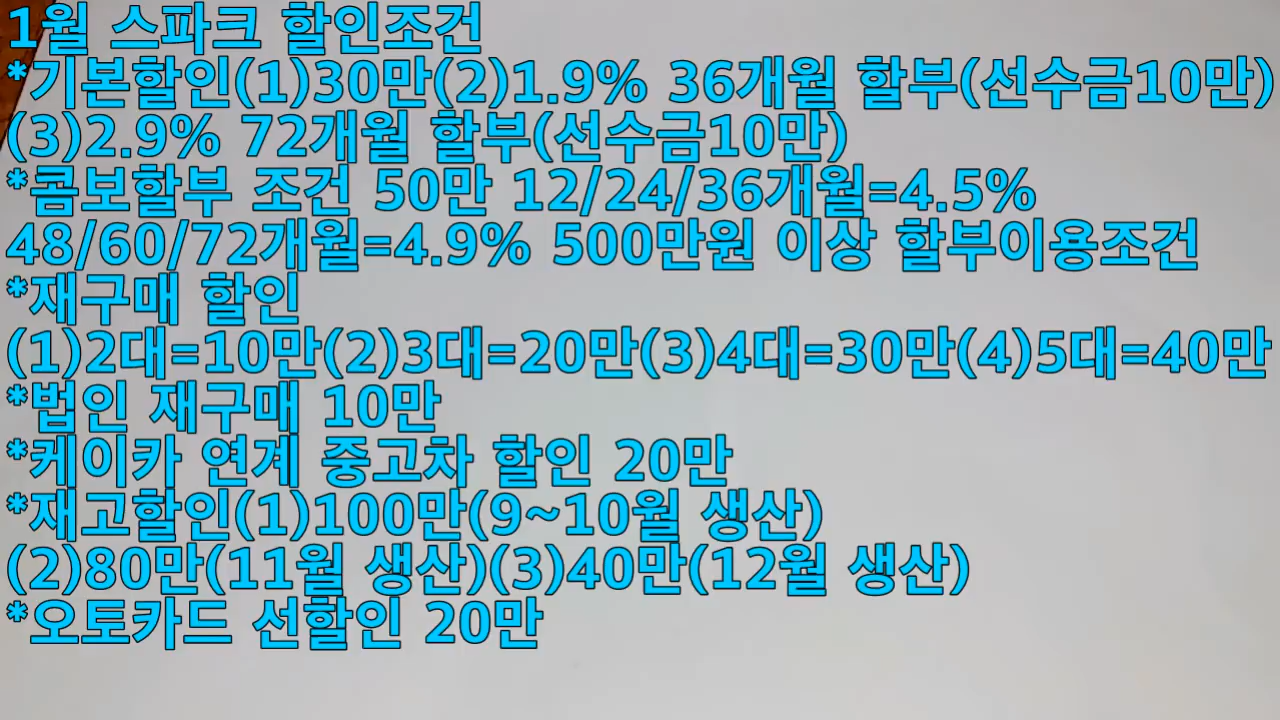 1월 스파크 할인조건
*기본할인(1)30만(2)1.9% 36개월 할부(선수금10만)
(3)2.9% 72개월 할부(선수금10만)
*콤보할부 조건 50만 12/24/36개월=4.5%
48/60/72개월=4.9% 500만원 이상 할부이용조건
*재구매 할인
(1)2대=10만(2)3대=20만(3)4대=30만(4)5대=40만
*법인 재구매 10만
*케이카 연계 중고차 할인 20만
*재고할인(1)100만(9~10월 생산)
(2)80만(11월 생산)(3)40만(12월 생산)
*오토카드 선할인 20만